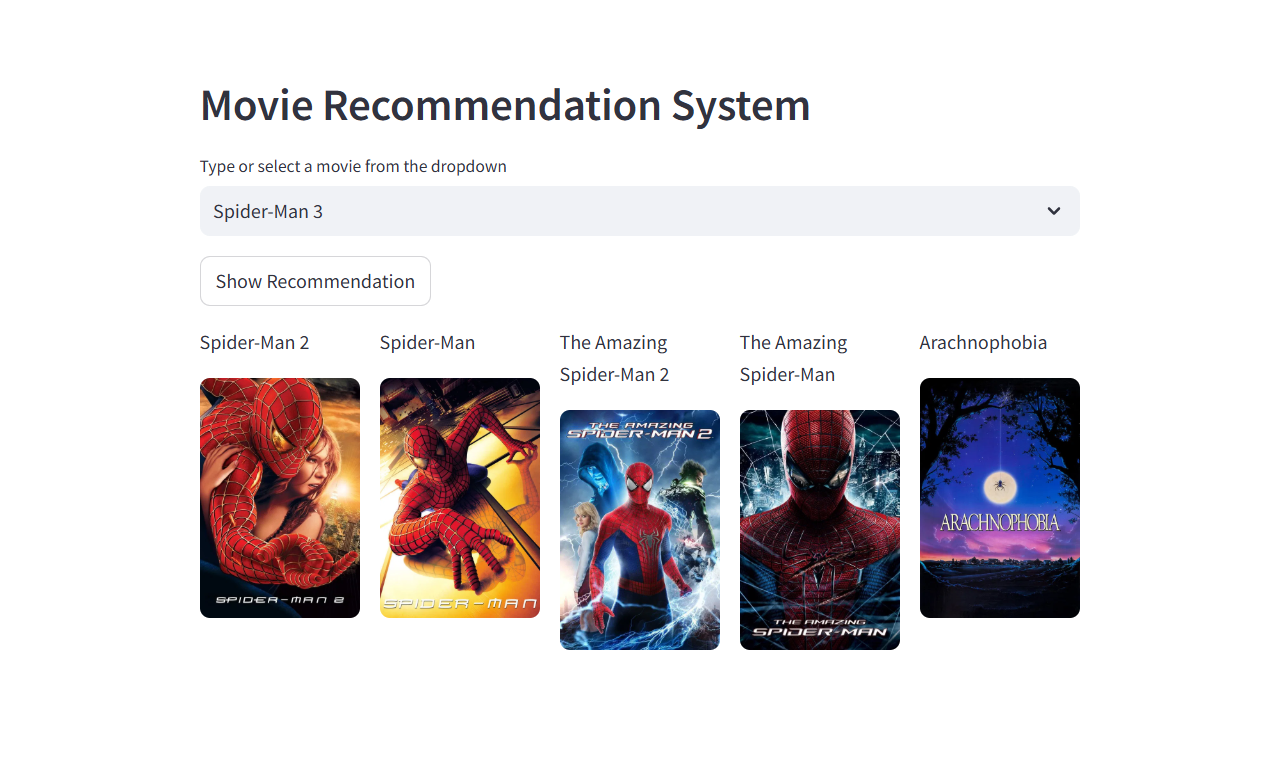 Movie Recommendation System
Type or select a movie from the dropdown
Spider-Man 3
Show Recommendation
Spider-Man 2
SPIDER-MAN 2
Spider-Man
SPIDER-MAN
The Amazing
Spider-Man 2
THE AMAZING
SPIDER-MAN 2
The Amazing
Spider-Man
THE AMAZING
SPIDER-MAN
Arachnophobia
ARACHNOPHOBIA